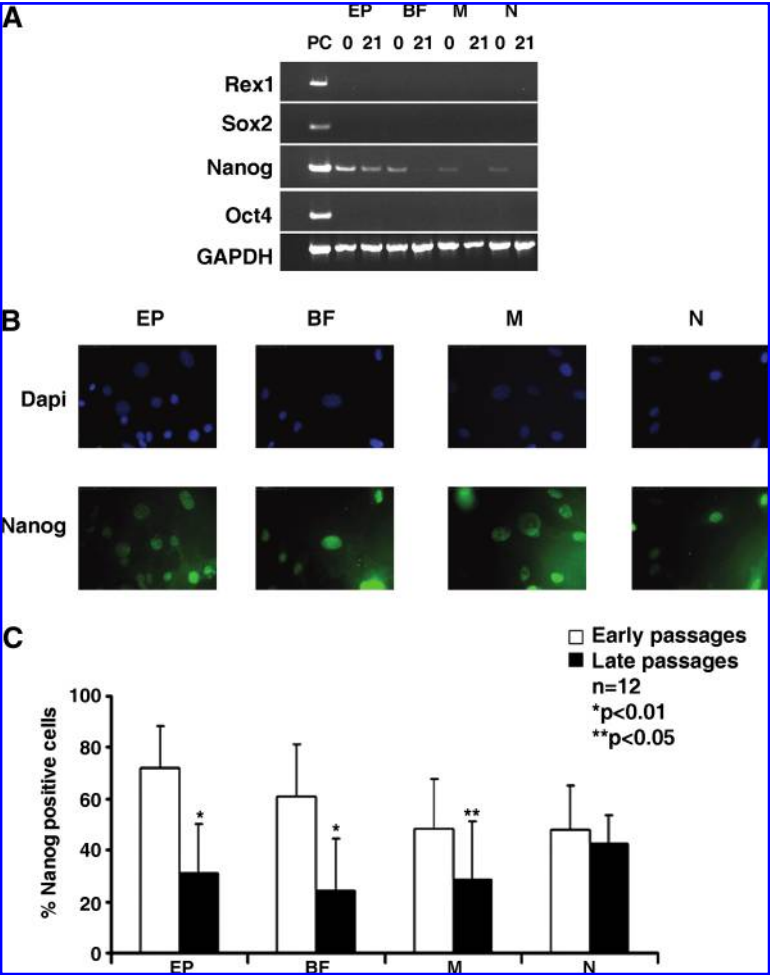 A
EP BF M N
PC 0 21 0 21 0 21 0 21
Rex1
Sox2
Nanog
Oct4
GAPDH
B
EP BF M N
Dapi
Nanog
C
Early passages
Late passages
n=12
*p<0.01
**p<0.05
% Nanog positive cells
100
80
60
40
20
0
*
*
**
EP BF M N